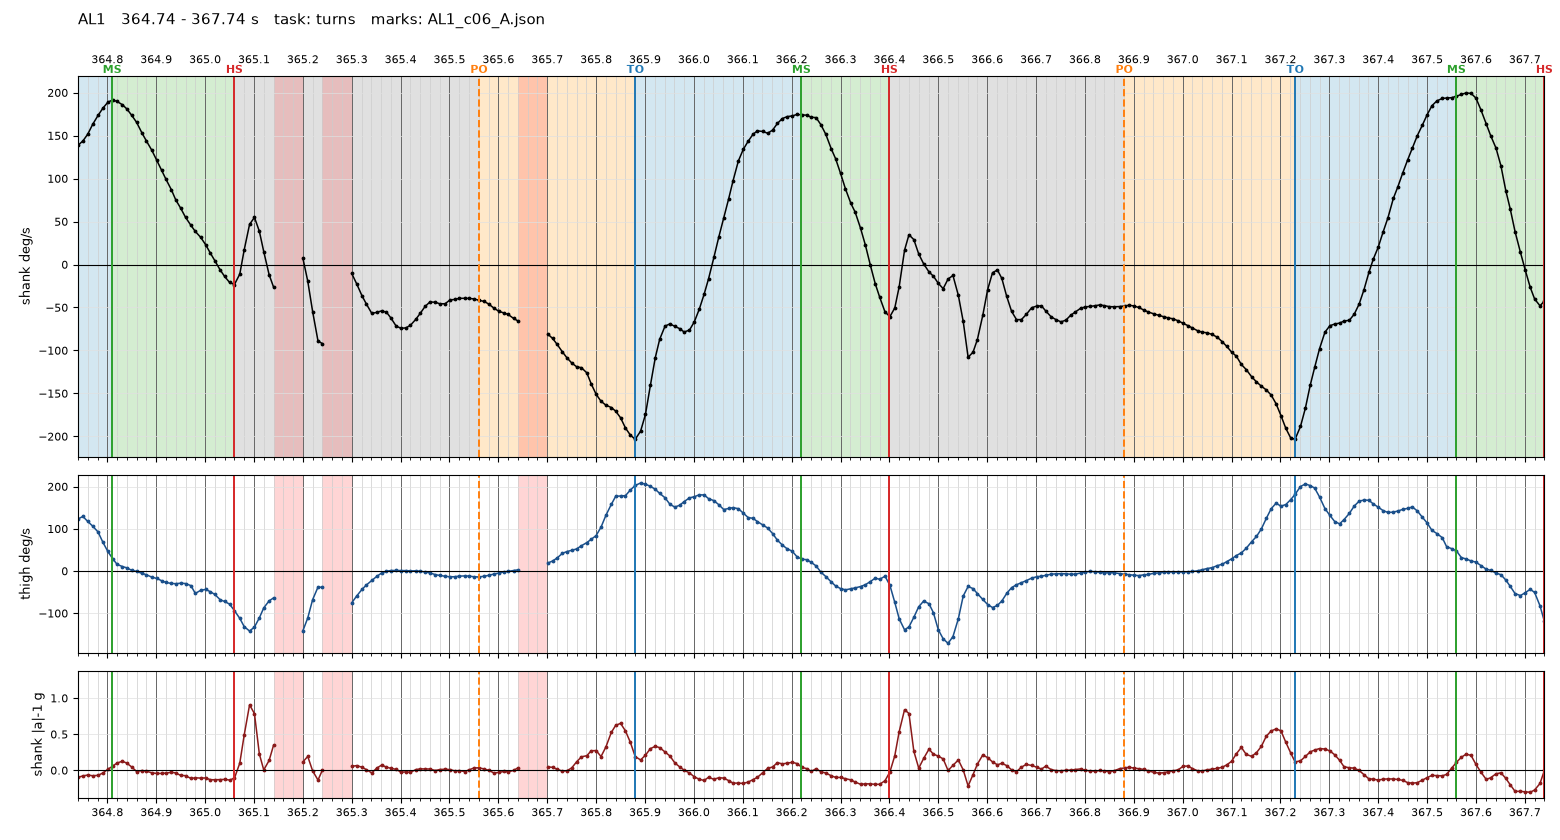 AL1   364.74 - 367.74 s   task: turns   marks: AL1_c06_A.json
364.8 364.9 365.0 365.1 365.2 365.3 365.4 365.5 365.6 365.7 365.8 365.9 366.0 366.1 366.2 366.3 366.4 366.5 366.6 366.7 366.8 366.9 367.0 367.1 367.2 367.3 367.4 367.5 367.6 367.7
MS HS PO TO MS HS PO TO MS HS
shank deg/s
200
150
100
50
0
−50
−100
−150
−200
thigh deg/s
200
100
0
−100
shank |a|-1 g
1.0
0.5
0.0
364.8 364.9 365.0 365.1 365.2 365.3 365.4 365.5 365.6 365.7 365.8 365.9 366.0 366.1 366.2 366.3 366.4 366.5 366.6 366.7 366.8 366.9 367.0 367.1 367.2 367.3 367.4 367.5 367.6 367.7